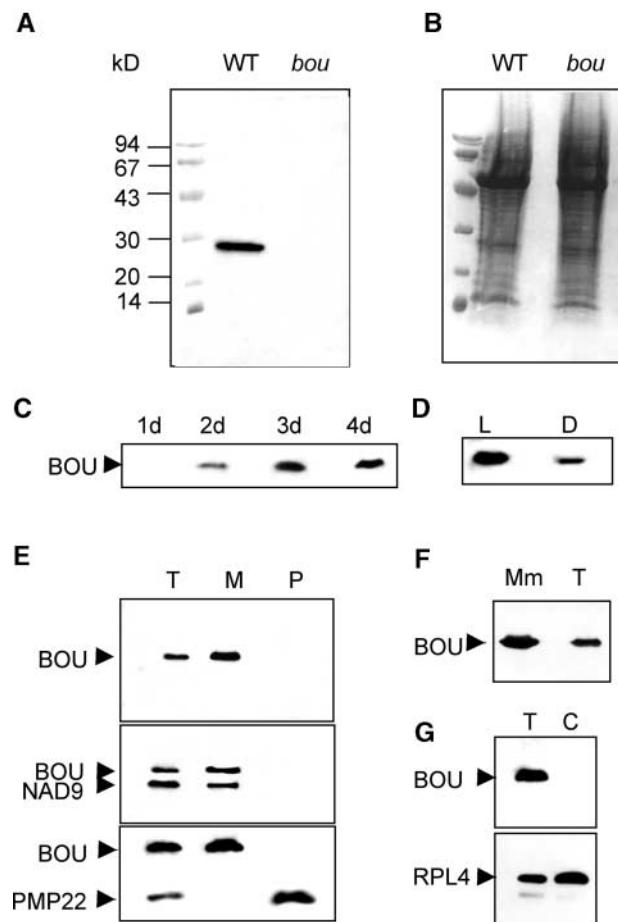 A
B
kD WT bou
WT bou
94
67
43
30
20
14
C
D
1d 2d 3d 4d
L D
BOU
E
F
T M P
Mm T
BOU
BOU
BOU
NAD9
G
T C
BOU
BOU
PMP22
RPL4